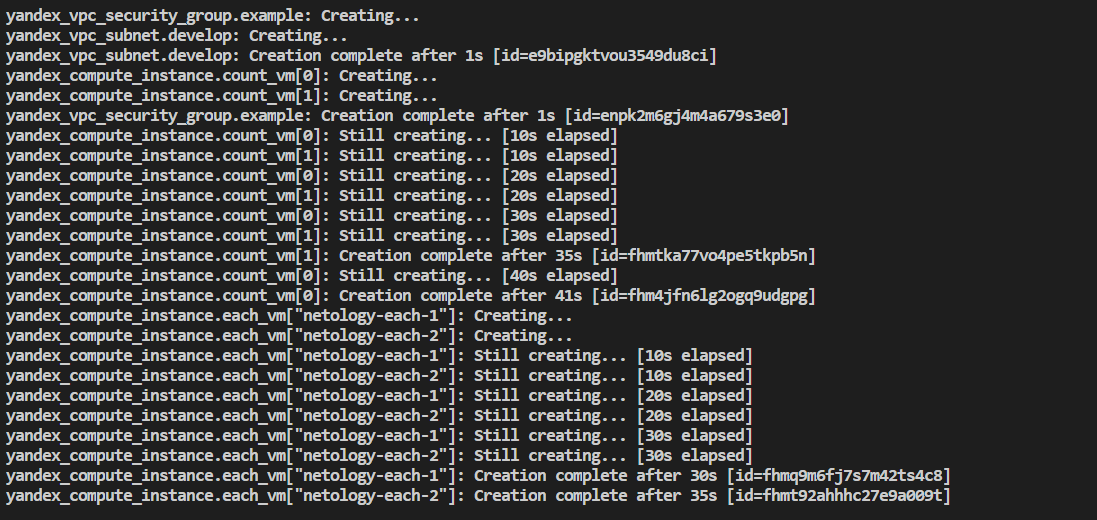 yandex_vpc_security_group.example: Creating...
yandex_vpc_subnet.develop: Creating...
yandex_vpc_subnet.develop: Creation complete after 1s [id=e9bipgktvou3549du8ci]
yandex_compute_instance.count_vm[0]: Creating...
yandex_compute_instance.count_vm[1]: Creating...
yandex_vpc_security_group.example: Creation complete after 1s [id=enpk2m6gj4m4a679s3e0]
yandex_compute_instance.count_vm[0]: Still creating... [10s elapsed]
yandex_compute_instance.count_vm[1]: Still creating... [10s elapsed]
yandex_compute_instance.count_vm[0]: Still creating... [20s elapsed]
yandex_compute_instance.count_vm[1]: Still creating... [20s elapsed]
yandex_compute_instance.count_vm[0]: Still creating... [30s elapsed]
yandex_compute_instance.count_vm[1]: Still creating... [30s elapsed]
yandex_compute_instance.count_vm[1]: Creation complete after 35s [id=fhmtka77vo4pe5tkpb5n]
yandex_compute_instance.count_vm[0]: Still creating... [40s elapsed]
yandex_compute_instance.count_vm[0]: Creation complete after 41s [id=fhm4jfn6lg2ogq9udgpg]
yandex_compute_instance.each_vm["netology-each-1"]: Creating...
yandex_compute_instance.each_vm["netology-each-2"]: Creating...
yandex_compute_instance.each_vm["netology-each-1"]: Still creating... [10s elapsed]
yandex_compute_instance.each_vm["netology-each-2"]: Still creating... [10s elapsed]
yandex_compute_instance.each_vm["netology-each-1"]: Still creating... [20s elapsed]
yandex_compute_instance.each_vm["netology-each-2"]: Still creating... [20s elapsed]
yandex_compute_instance.each_vm["netology-each-1"]: Still creating... [30s elapsed]
yandex_compute_instance.each_vm["netology-each-2"]: Still creating... [30s elapsed]
yandex_compute_instance.each_vm["netology-each-1"]: Creation complete after 30s [id=fhmq9m6fj7s7m42ts4c8]
yandex_compute_instance.each_vm["netology-each-2"]: Creation complete after 35s [id=fhmt92ahhhc27e9a009t]